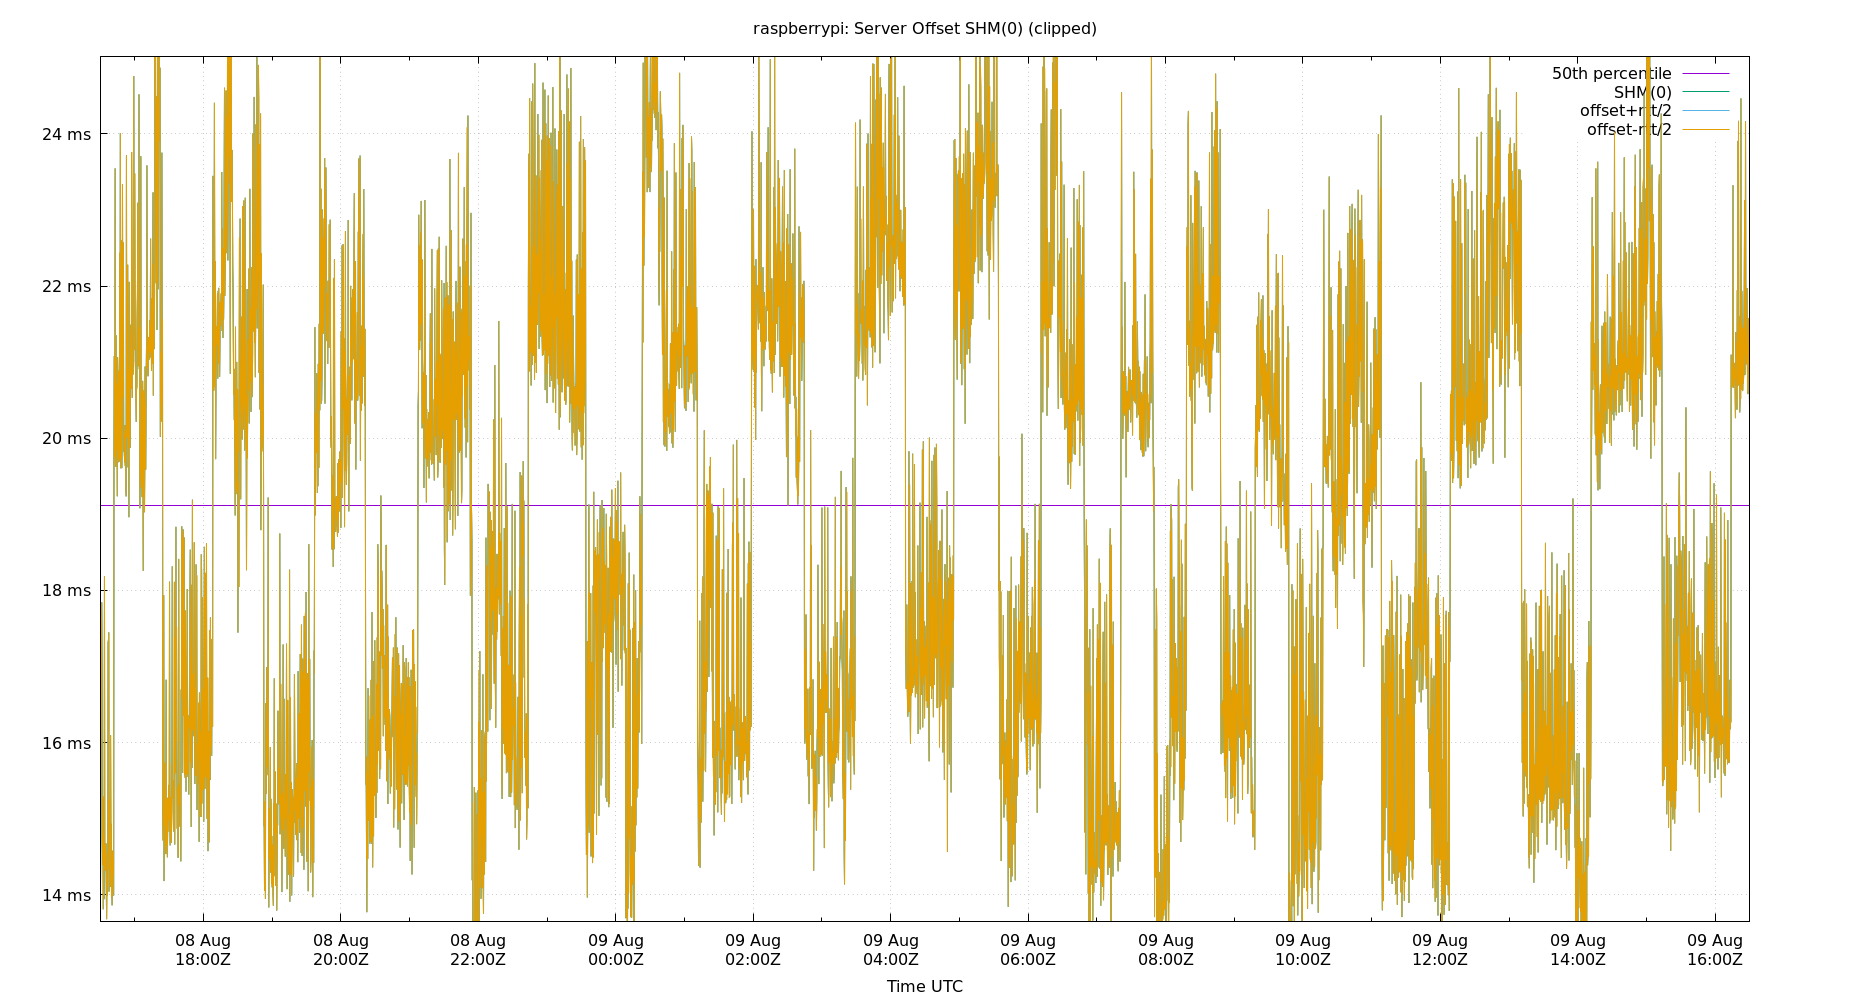 raspberrypi: Server Offset SHM(0) (clipped)
50th percentile
SHM(0)
offset+rtt/2
offset-rtt/2
24 ms
22 ms
20 ms
18 ms
16 ms
14 ms
08 Aug 08 Aug 08 Aug 09 Aug 09 Aug 09 Aug 09 Aug 09 Aug 09 Aug 09 Aug 09 Aug 09 Aug
18:00Z 20:00Z 22:00Z 00:00Z 02:00Z 04:00Z 06:00Z 08:00Z 10:00Z 12:00Z 14:00Z 16:00Z
Time UTC